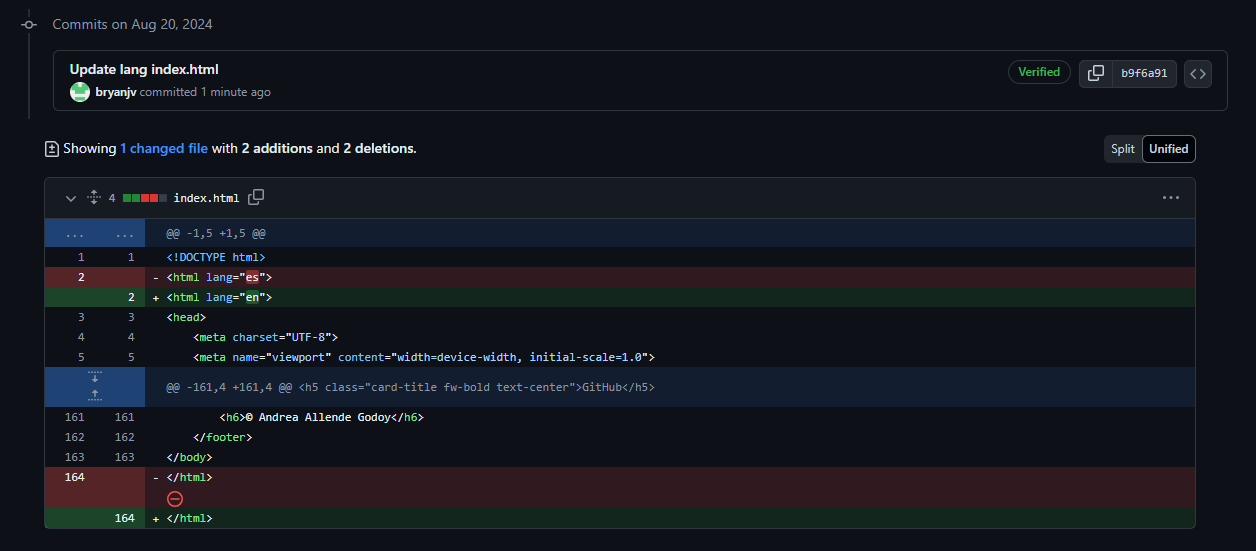 Commits on Aug 20, 2024
Update lang index.html
bryanjv committed 1 minute ago
Verified
b9f6a91
Showing 1 changed file with 2 additions and 2 deletions.
Split Unified
4 index.html
... ... @@ -1,5 +1,5 @@
1 1 <!DOCTYPE html>
2 - <html lang="es">
2 + <html lang="en">
3 3 <head>
4 4 <meta charset="UTF-8">
5 5 <meta name="viewport" content="width=device-width, initial-scale=1.0">
@@ -161,4 +161,4 @@ <h5 class="card-title fw-bold text-center">GitHub</h5>
161 161 <h6>© Andrea Allende Godoy</h6>
162 162 </footer>
163 163 </body>
164 - </html>
164 + </html>